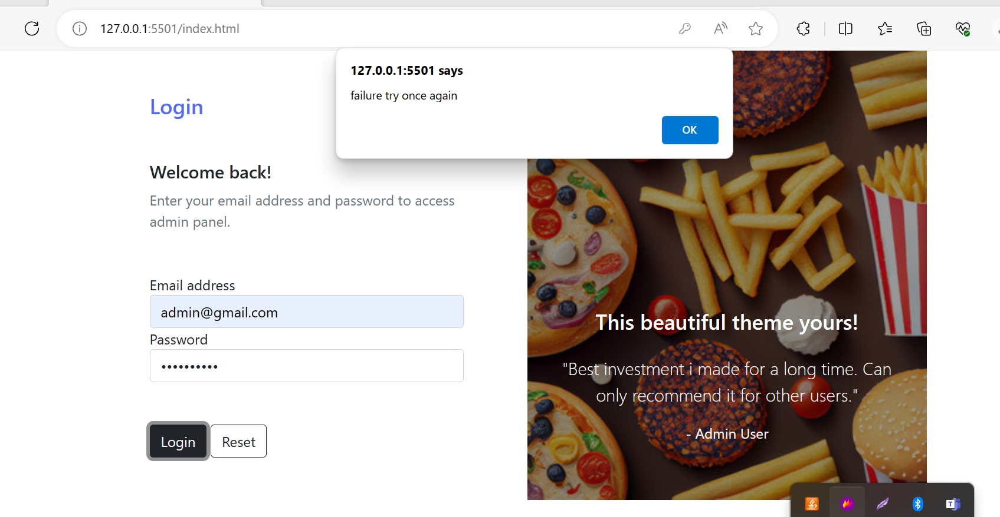 127.0.0.1:5501/index.html
127.0.0.1:5501 says
failure try once again
OK
Login
Welcome back!
Enter your email address and password to access
admin panel.
Email address
admin@gmail.com
Password
Login
Reset
This beautiful theme yours!
"Best investment i made for a long time. Can
only recommend it for other users."
- Admin User